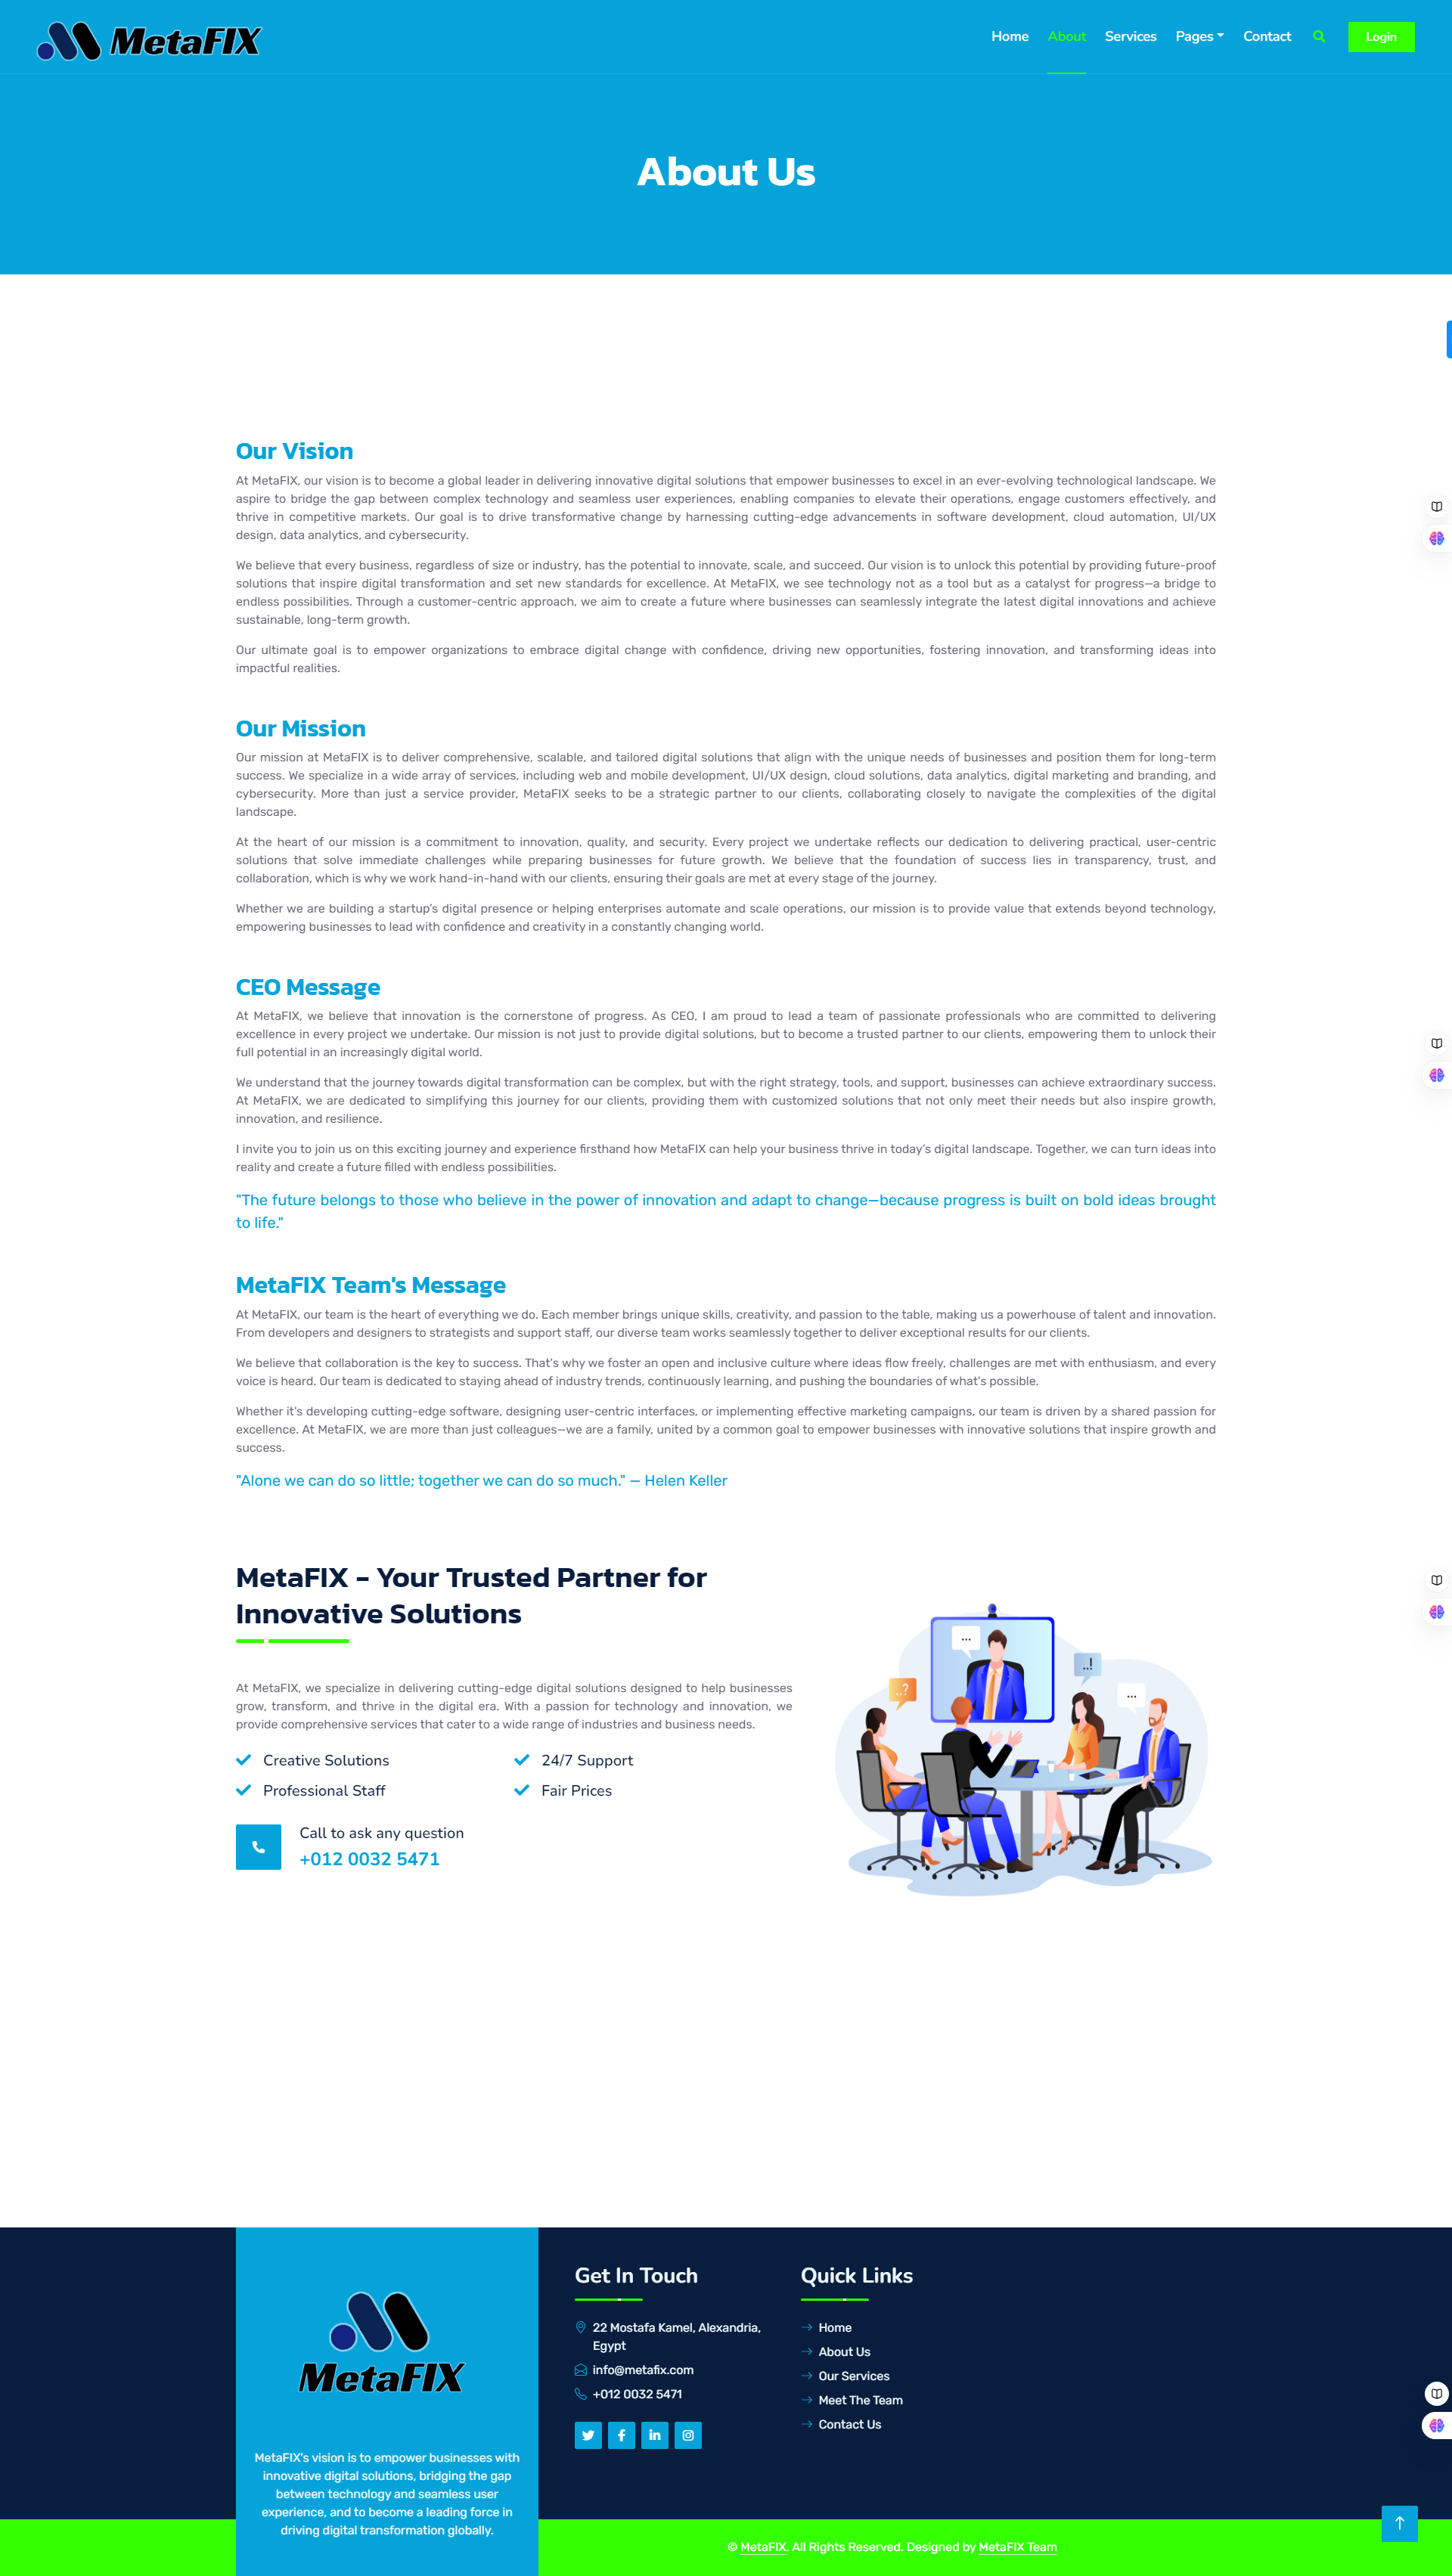 MetaFIX
Home About Services Pages Contact Login
About Us
Our Vision
At MetaFIX, our vision is to become a global leader in delivering innovative digital solutions that empower businesses to excel in an ever-evolving technological landscape. We
aspire to bridge the gap between complex technology and seamless user experiences, enabling companies to elevate their operations, engage customers effectively, and
thrive in competitive markets. Our goal is to drive transformative change by harnessing cutting-edge advancements in software development, cloud automation, UI/UX
design, data analytics, and cybersecurity.
We believe that every business, regardless of size or industry, has the potential to innovate, scale, and succeed. Our vision is to unlock this potential by providing future-proof
solutions that inspire digital transformation and set new standards for excellence. At MetaFIX, we see technology not as a tool but as a catalyst for progress—a bridge to
endless possibilities. Through a customer-centric approach, we aim to create a future where businesses can seamlessly integrate the latest digital innovations and achieve
sustainable, long-term growth.
Our ultimate goal is to empower organizations to embrace digital change with confidence, driving new opportunities, fostering innovation, and transforming ideas into
impactful realities.
Our Mission
Our mission at MetaFIX is to deliver comprehensive, scalable, and tailored digital solutions that align with the unique needs of businesses and position them for long-term
success. We specialize in a wide array of services, including web and mobile development, UI/UX design, cloud solutions, data analytics, digital marketing and branding, and
cybersecurity. More than just a service provider, MetaFIX seeks to be a strategic partner to our clients, collaborating closely to navigate the complexities of the digital
landscape.
At the heart of our mission is a commitment to innovation, quality, and security. Every project we undertake reflects our dedication to delivering practical, user-centric
solutions that solve immediate challenges while preparing businesses for future growth. We believe that the foundation of success lies in transparency, trust, and
collaboration, which is why we work hand-in-hand with our clients, ensuring their goals are met at every stage of the journey.
Whether we are building a startup's digital presence or helping enterprises automate and scale operations, our mission is to provide value that extends beyond technology,
empowering businesses to lead with confidence and creativity in a constantly changing world.
CEO Message
At MetaFIX, we believe that innovation is the cornerstone of progress. As CEO, I am proud to lead a team of passionate professionals who are committed to delivering
excellence in every project we undertake. Our mission is not just to provide digital solutions, but to become a trusted partner to our clients, empowering them to unlock their
full potential in an increasingly digital world.
We understand that the journey towards digital transformation can be complex, but with the right strategy, tools, and support, businesses can achieve extraordinary success.
At MetaFIX, we are dedicated to simplifying this journey for our clients, providing them with customized solutions that not only meet their needs but also inspire growth,
innovation, and resilience.
I invite you to join us on this exciting journey and experience firsthand how MetaFIX can help your business thrive in today's digital landscape. Together, we can turn ideas into
reality and create a future filled with endless possibilities.
"The future belongs to those who believe in the power of innovation and adapt to change—because progress is built on bold ideas brought
to life."
MetaFIX Team's Message
At MetaFIX, our team is the heart of everything we do. Each member brings unique skills, creativity, and passion to the table, making us a powerhouse of talent and innovation.
From developers and designers to strategists and support staff, our diverse team works seamlessly together to deliver exceptional results for our clients.
We believe that collaboration is the key to success. That's why we foster an open and inclusive culture where ideas flow freely, challenges are met with enthusiasm, and every
voice is heard. Our team is dedicated to staying ahead of industry trends, continuously learning, and pushing the boundaries of what's possible.
Whether it's developing cutting-edge software, designing user-centric interfaces, or implementing effective marketing campaigns, our team is driven by a shared passion for
excellence. At MetaFIX, we are more than just colleagues—we are a family, united by a common goal to empower businesses with innovative solutions that inspire growth and
success.
"Alone we can do so little; together we can do so much." — Helen Keller
MetaFIX - Your Trusted Partner for
Innovative Solutions
At MetaFIX, we specialize in delivering cutting-edge digital solutions designed to help businesses
grow, transform, and thrive in the digital era. With a passion for technology and innovation, we
provide comprehensive services that cater to a wide range of industries and business needs.
Creative Solutions
24/7 Support
Professional Staff
Fair Prices
Call to ask any question
+012 0032 5471
...
..?
..!
...
MetaFIX
MetaFIX's vision is to empower businesses with
innovative digital solutions, bridging the gap
between technology and seamless user
experience, and to become a leading force in
driving digital transformation globally.
Get In Touch
22 Mostafa Kamel, Alexandria,
Egypt
info@metafix.com
+012 0032 5471
Quick Links
Home
About Us
Our Services
Meet The Team
Contact Us
© MetaFIX. All Rights Reserved. Designed by MetaFIX Team